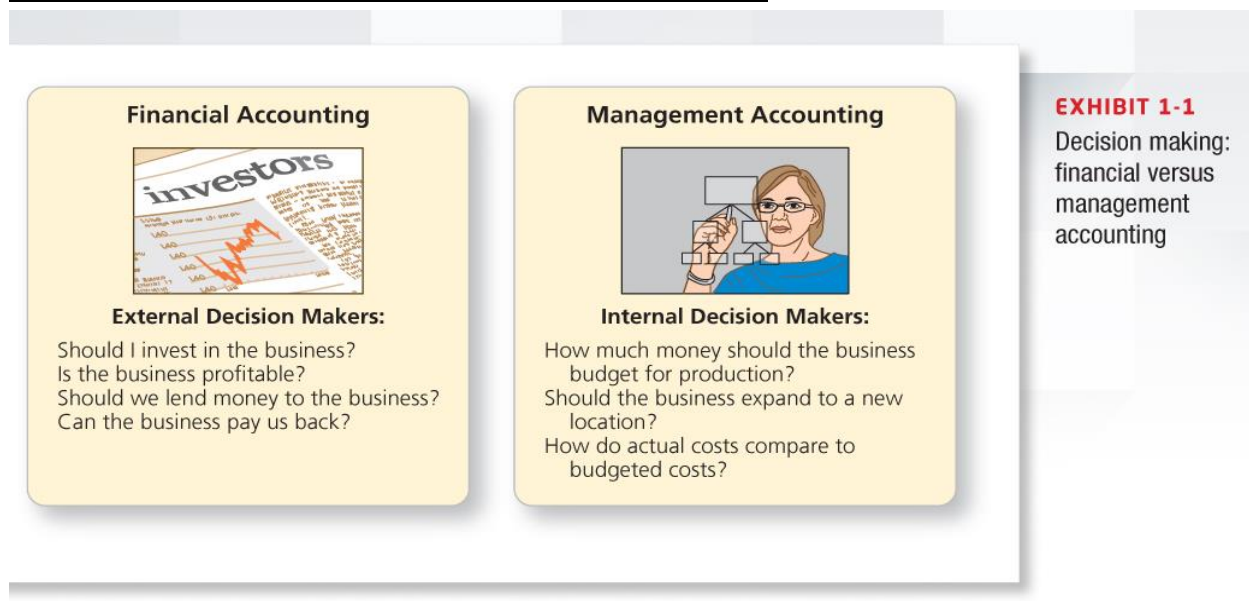 Financial Accounting
investors
External Decision Makers:
Should I invest in the business?
Is the business profitable?
Should we lend money to the business?
Can the business pay us back?
Management Accounting
Internal Decision Makers:
How much money should the business
budget for production?
Should the business expand to a new
location?
How do actual costs compare to
budgeted costs?
EXHIBIT 1-1
Decision making:
financial versus
management
accounting